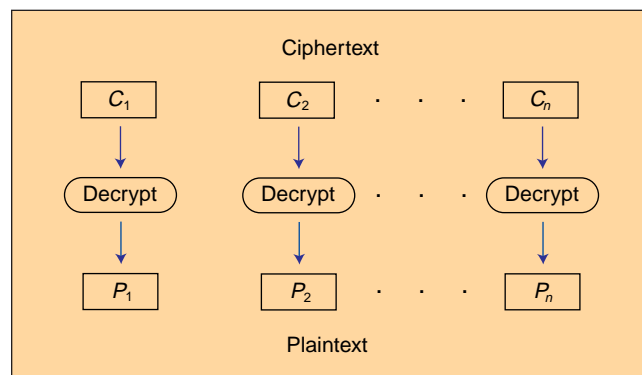 Ciphertext
C₁ C₂ . . . Cₙ
Decrypt Decrypt . . . Decrypt
P₁ P₂ . . . Pₙ
Plaintext